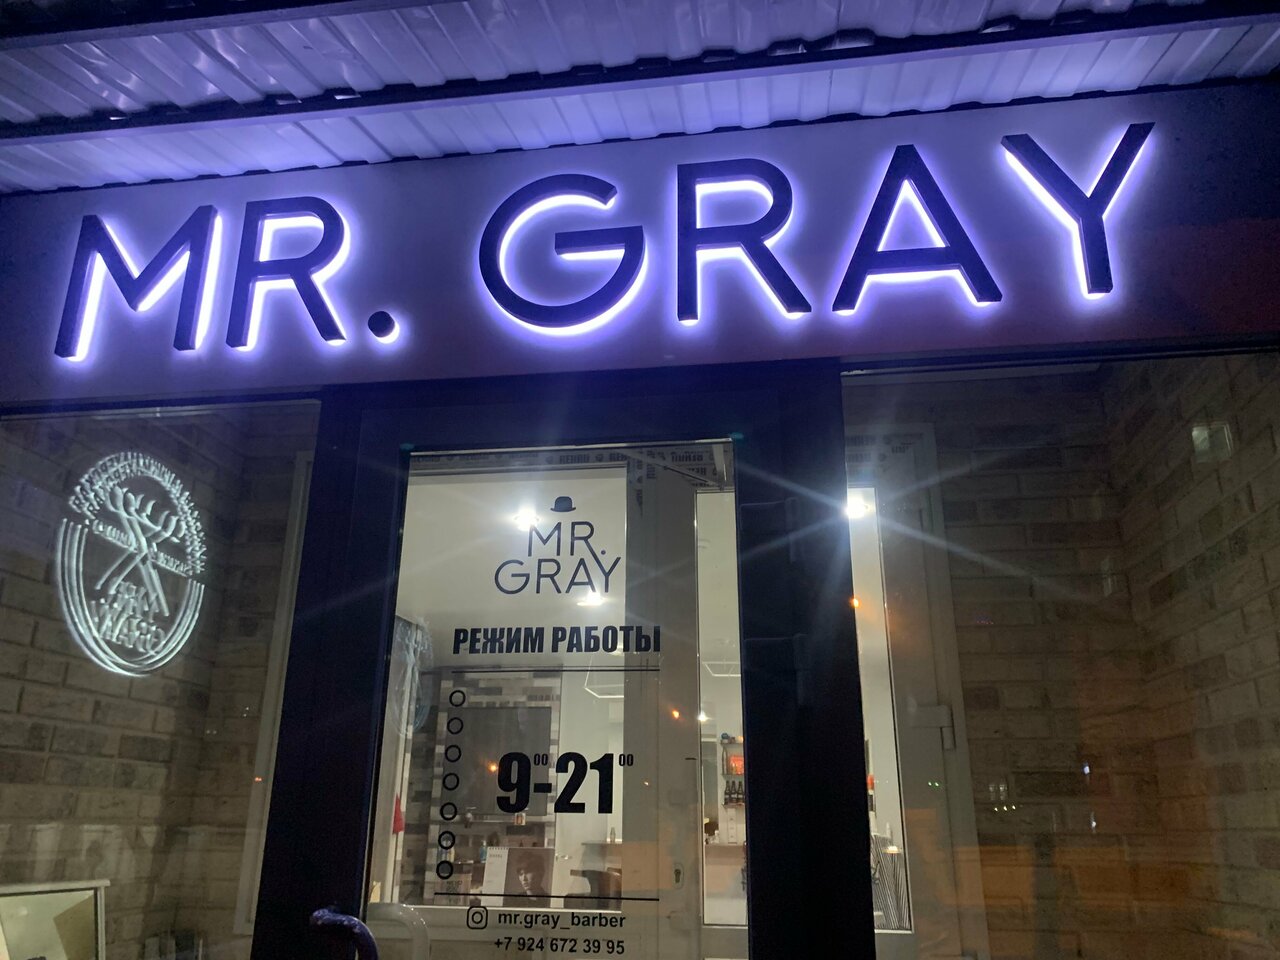 MR. GRAY
MR.
GRAY
РЕЖИМ РАБОТЫ
9⁰⁰-21⁰⁰
mr.gray_barber
+7 924 672 39 95